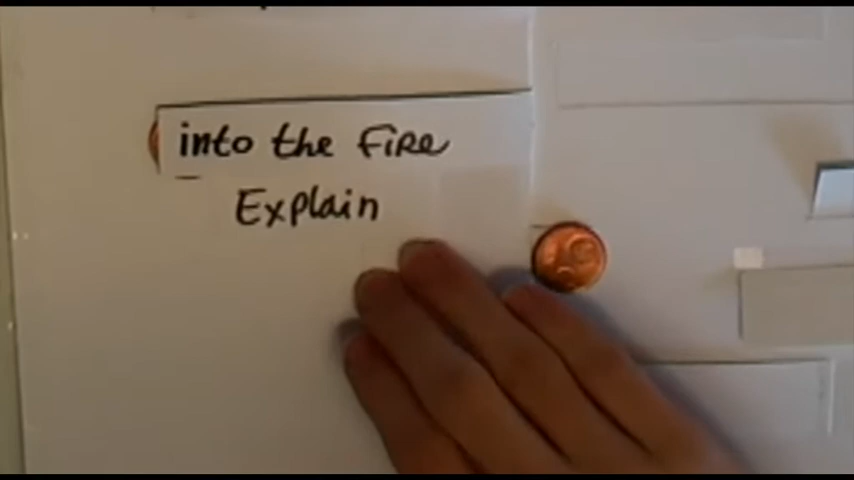 into the Fire
Explain